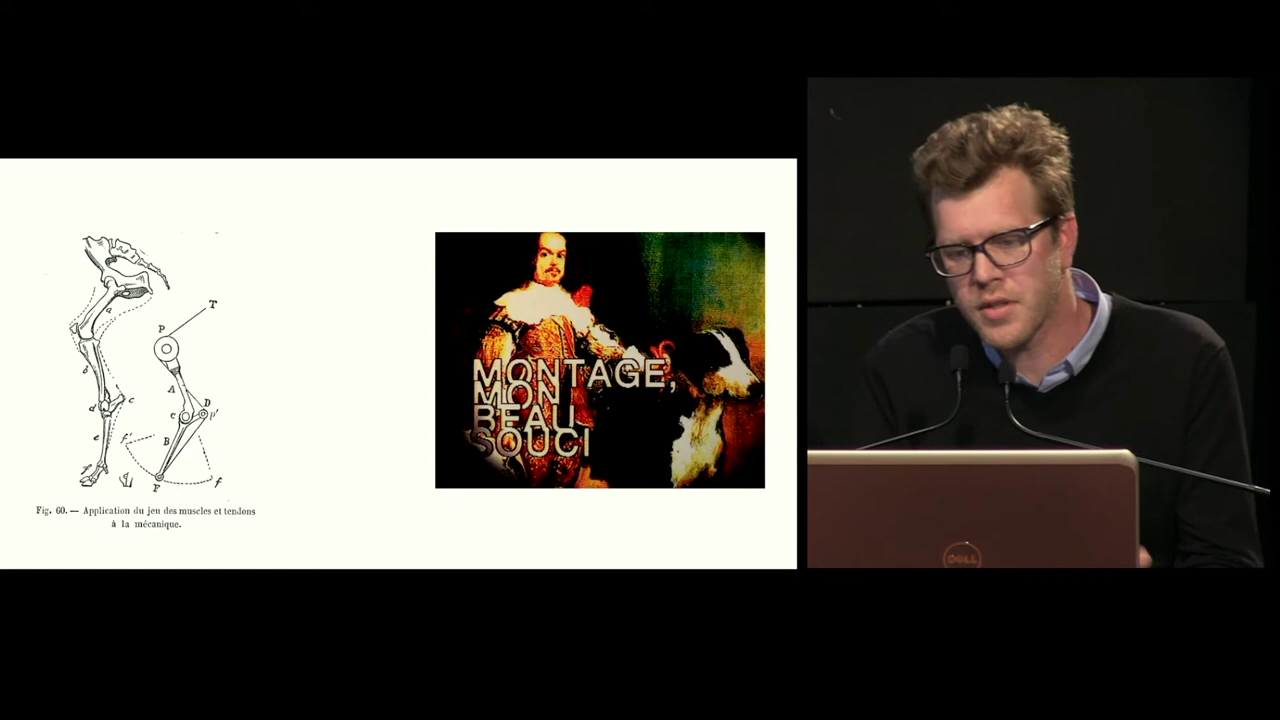 T
P
a
A
b
D
c
d
c
p'
e
B
f'
F
f
Fig. 60. — Application du jeu des muscles et tendons
à la mécanique.
MONTAGE,
MON
BEAU
SOUCI
DELL